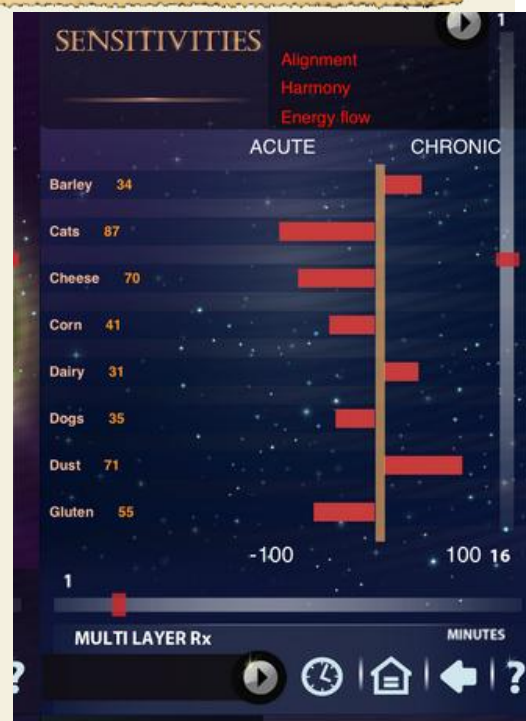 SENSITIVITIES
1
Alignment
Harmony
Energy flow
ACUTE CHRONIC
Barley 34
Cats 87
Cheese 70
Corn 41
Dairy 31
Dogs 35
Dust 71
Gluten 55
-100 100 16
1
MULTI LAYER Rx MINUTES
? ?